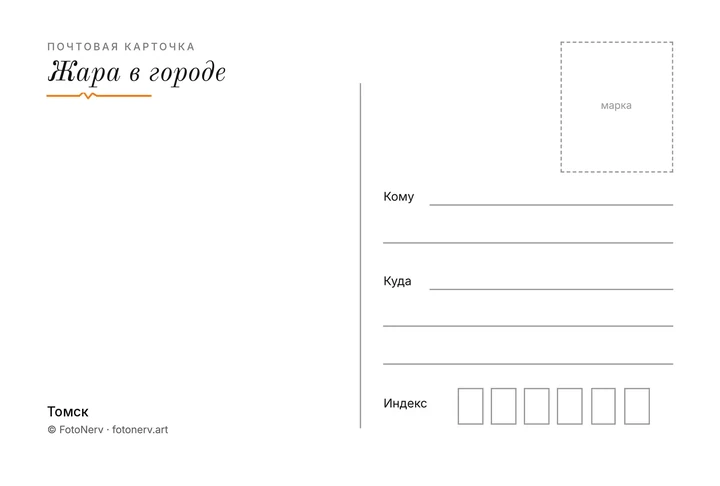 ПОЧТОВАЯ КАРТОЧКА
Жара в городе
марка
Кому
Куда
Индекс
Томск
© FotoNerv · fotonerv.art